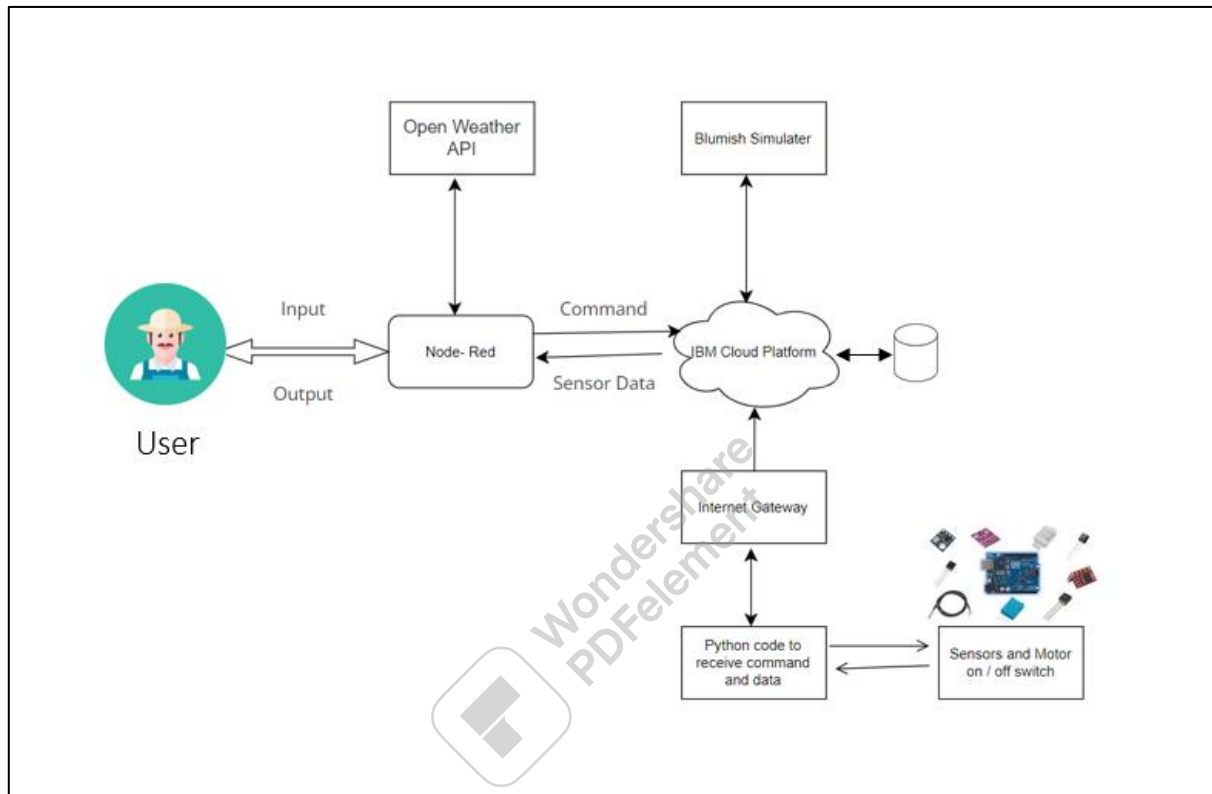 Open Weather
API
Blumish Simulater
Input
Command
Node- Red
IBM Cloud Platform
Output
Sensor Data
User
Internet Gateway
Wondershare
PDFelement
Python code to
receive command
and data
Sensors and Motor
on / off switch